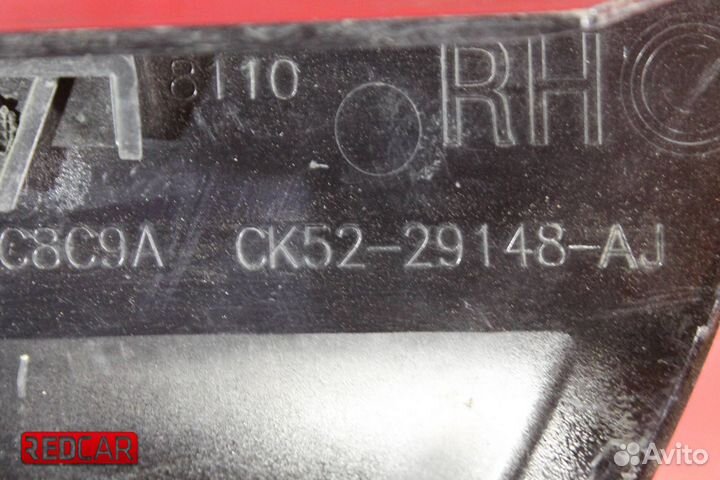 8110 RH
C8C9A CK52-29148-AJ
REDCAR
Avito